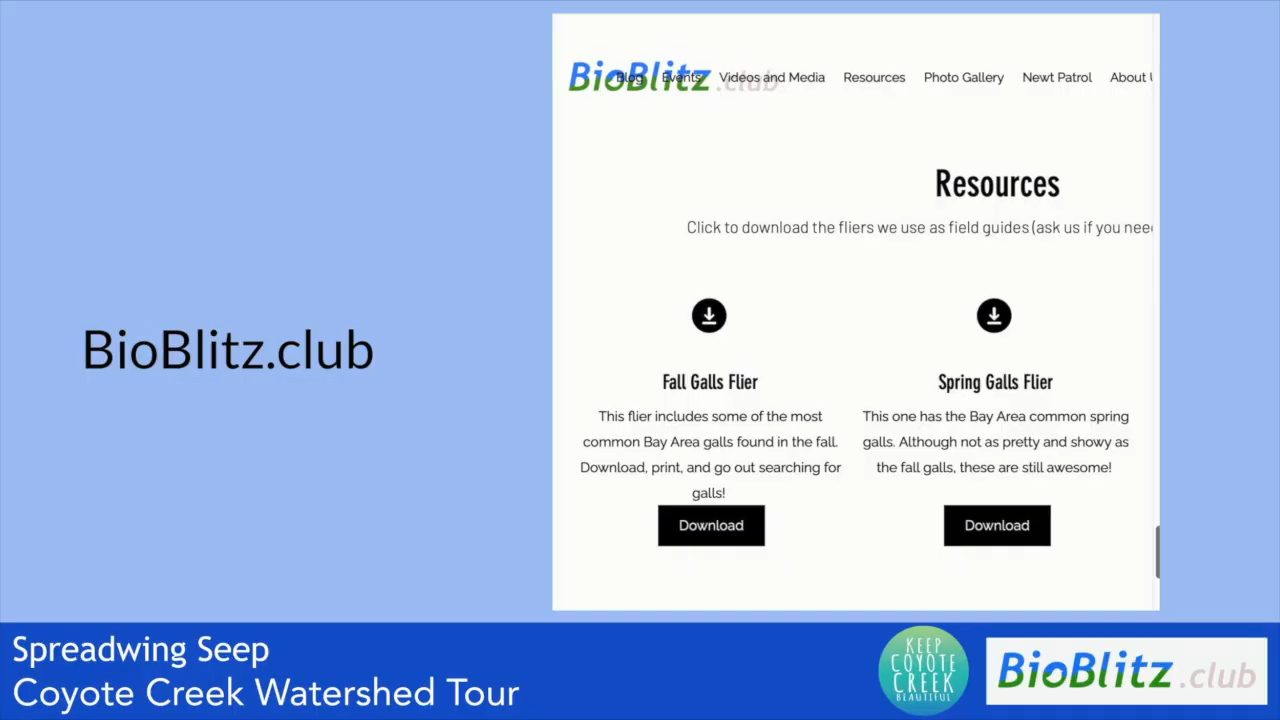 BioBlitz.club
BioBlitz.club
Blog Events Videos and Media Resources Photo Gallery Newt Patrol About U
Resources
Click to download the fliers we use as field guides (ask us if you need
Fall Galls Flier
This flier includes some of the most
common Bay Area galls found in the fall.
Download, print, and go out searching for
galls!
Download
Spring Galls Flier
This one has the Bay Area common spring
galls. Although not as pretty and showy as
the fall galls, these are still awesome!
Download
Spreadwing Seep
Coyote Creek Watershed Tour
KEEP
COYOTE
CREEK
BEAUTIFUL
BioBlitz.club